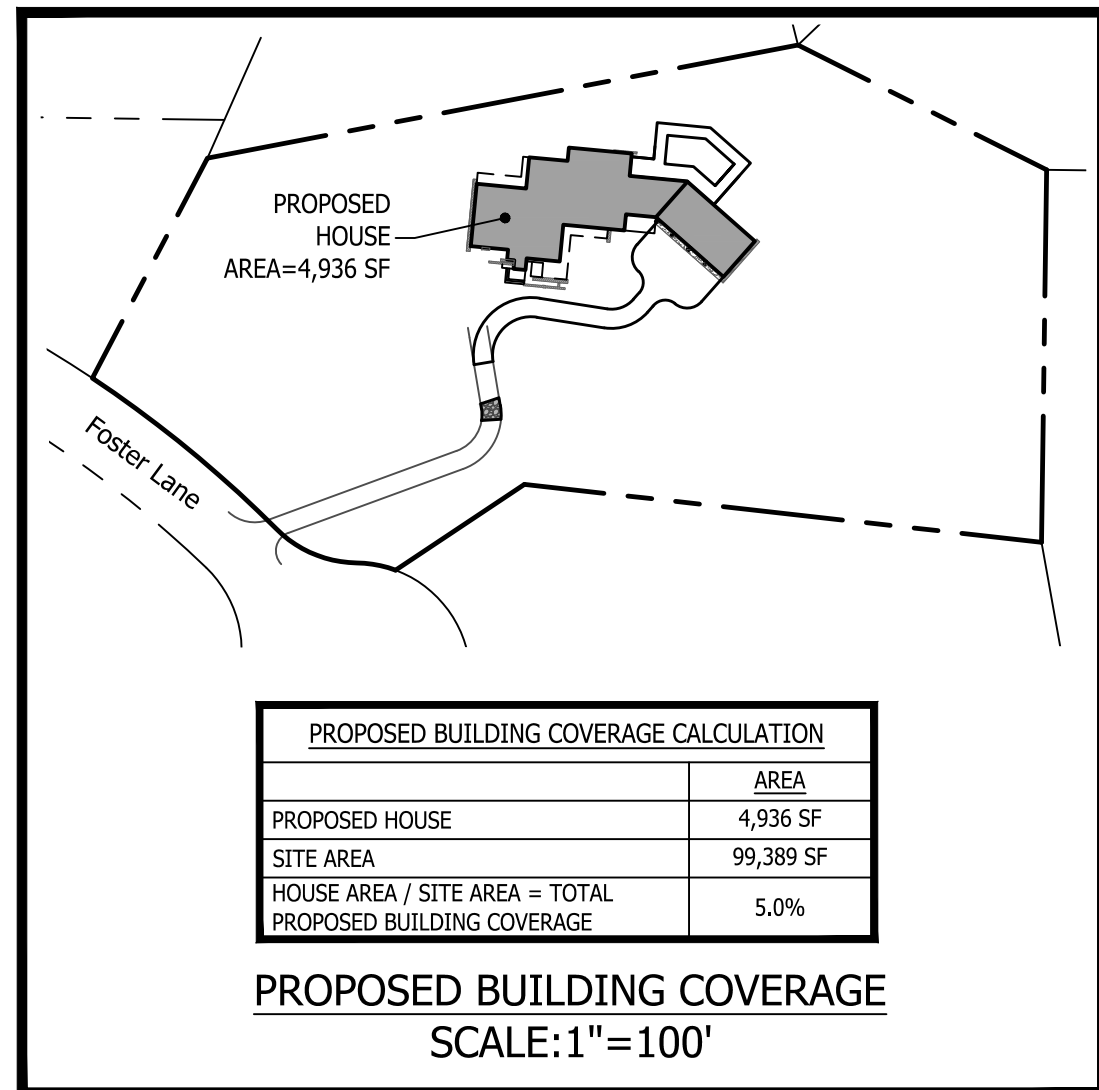 PROPOSED
HOUSE
AREA=4,936 SF
Foster Lane
PROPOSED BUILDING COVERAGE CALCULATION
AREA
PROPOSED HOUSE
4,936 SF
SITE AREA
99,389 SF
HOUSE AREA / SITE AREA = TOTAL
PROPOSED BUILDING COVERAGE
5.0%
PROPOSED BUILDING COVERAGE
SCALE:1"=100'